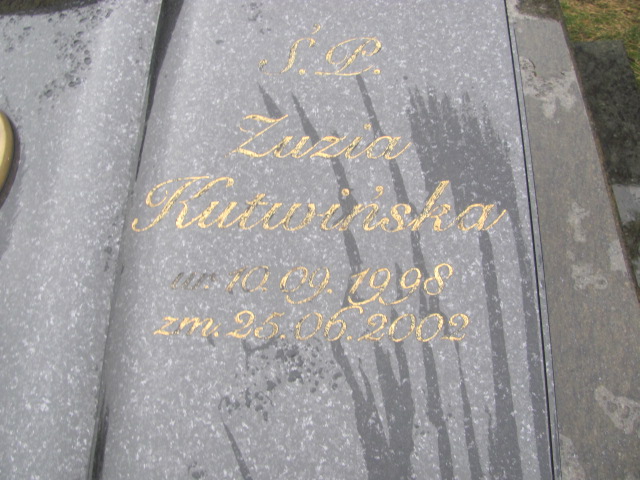 Ś.P.
Zuzia
Kutwińska
ur. 10.09.1998
zm. 25.06.2002